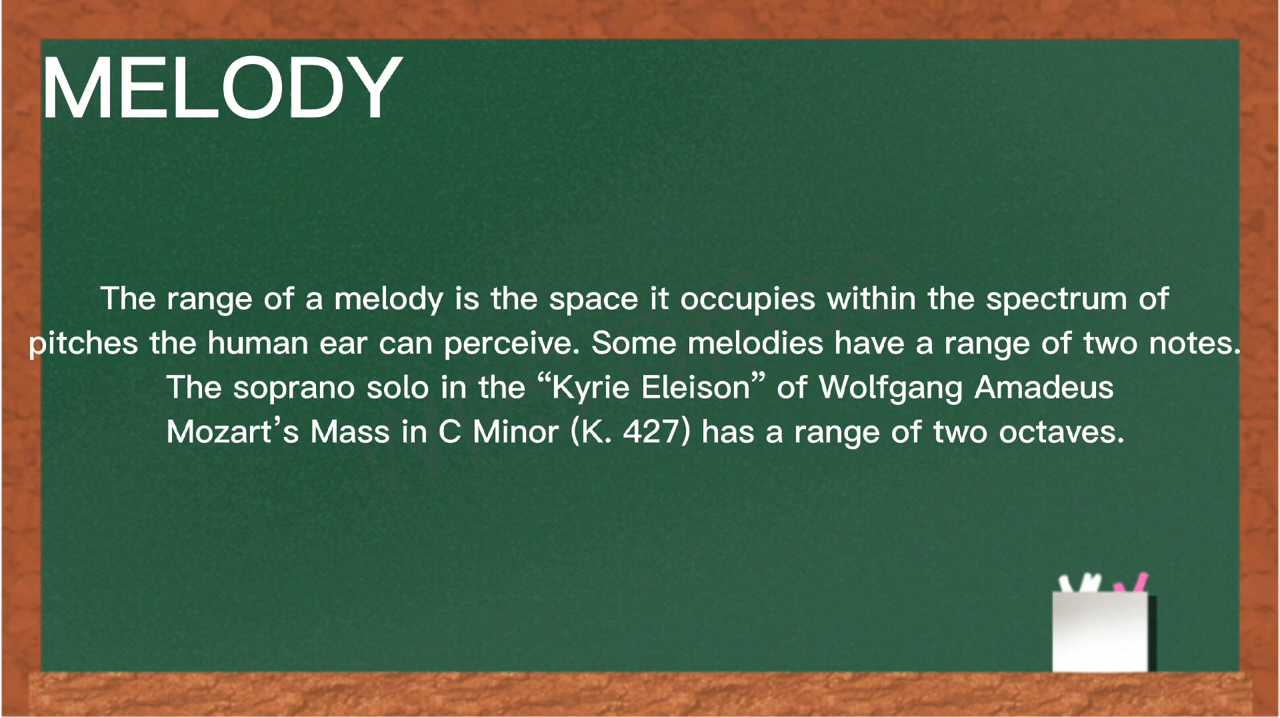 MELODY
The range of a melody is the space it occupies within the spectrum of
pitches the human ear can perceive. Some melodies have a range of two notes.
The soprano solo in the “Kyrie Eleison” of Wolfgang Amadeus
Mozart’s Mass in C Minor (K. 427) has a range of two octaves.